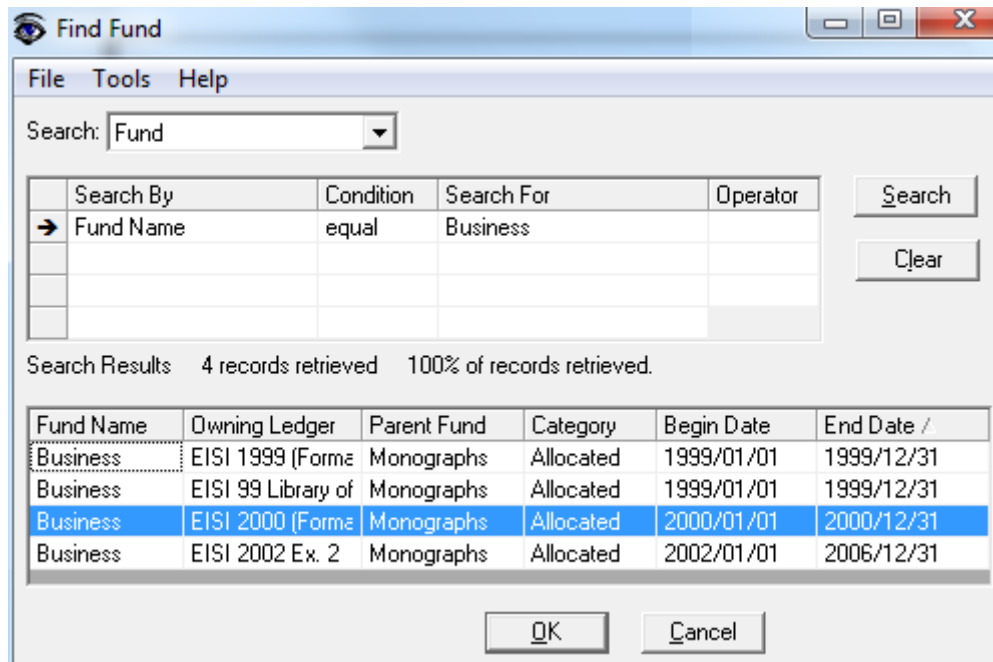 Find Fund
File Tools Help
Search: Fund
Search By Condition Search For Operator
Fund Name equal Business
Search
Clear
Search Results 4 records retrieved 100% of records retrieved.
Fund Name Owning Ledger Parent Fund Category Begin Date End Date
Business EISI 1999 (Forma Monographs Allocated 1999/01/01 1999/12/31
Business EISI 99 Library of Monographs Allocated 1999/01/01 1999/12/31
Business EISI 2000 (Forma Monographs Allocated 2000/01/01 2000/12/31
Business EISI 2002 Ex. 2 Monographs Allocated 2002/01/01 2006/12/31
OK Cancel